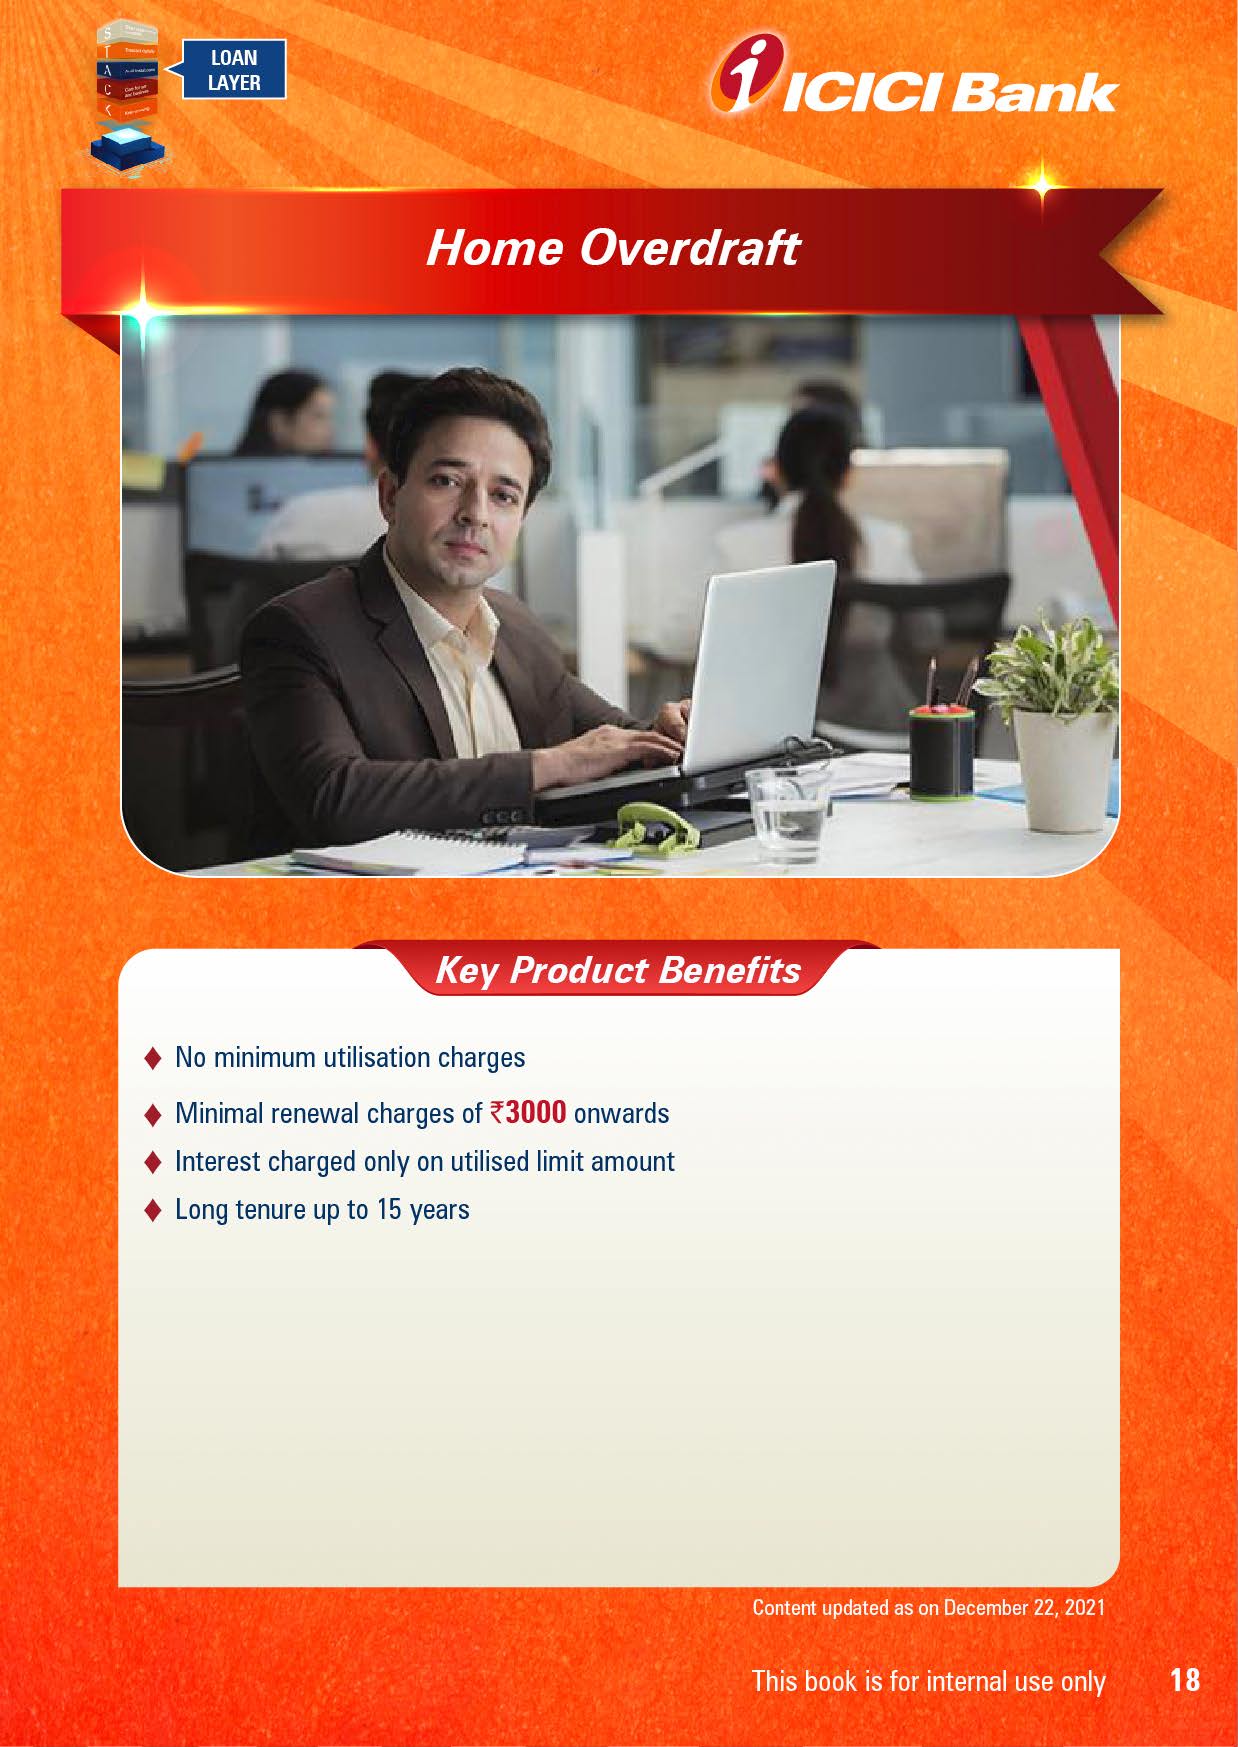 S
T
A
C
K
LOAN
LAYER
i ICICI Bank
Home Overdraft
Key Product Benefits
♦ No minimum utilisation charges
♦ Minimal renewal charges of ₹3000 onwards
♦ Interest charged only on utilised limit amount
♦ Long tenure up to 15 years
Content updated as on December 22, 2021
This book is for internal use only 18